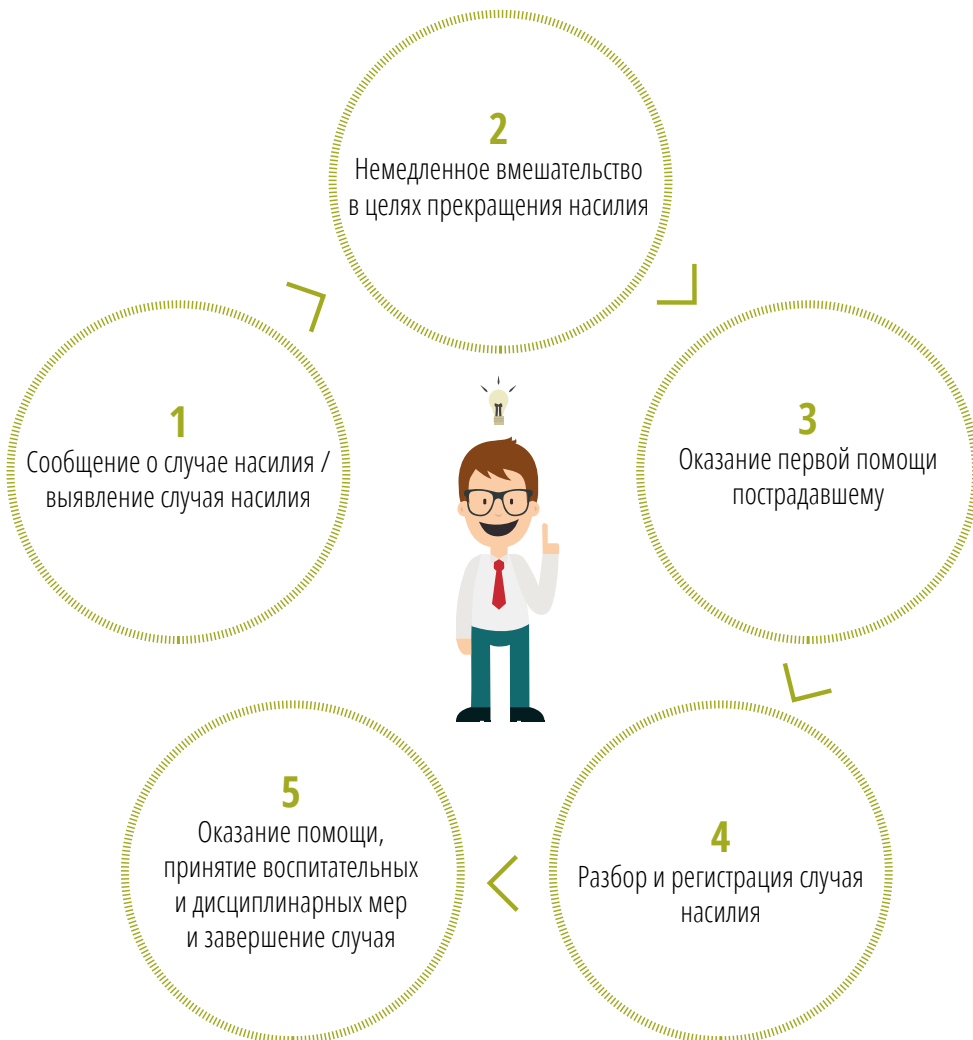 1
Сообщение о случае насилия /
выявление случая насилия
2
Немедленное вмешательство
в целях прекращения насилия
3
Оказание первой помощи
пострадавшему
4
Разбор и регистрация случая
насилия
5
Оказание помощи,
принятие воспитательных
и дисциплинарных мер
и завершение случая